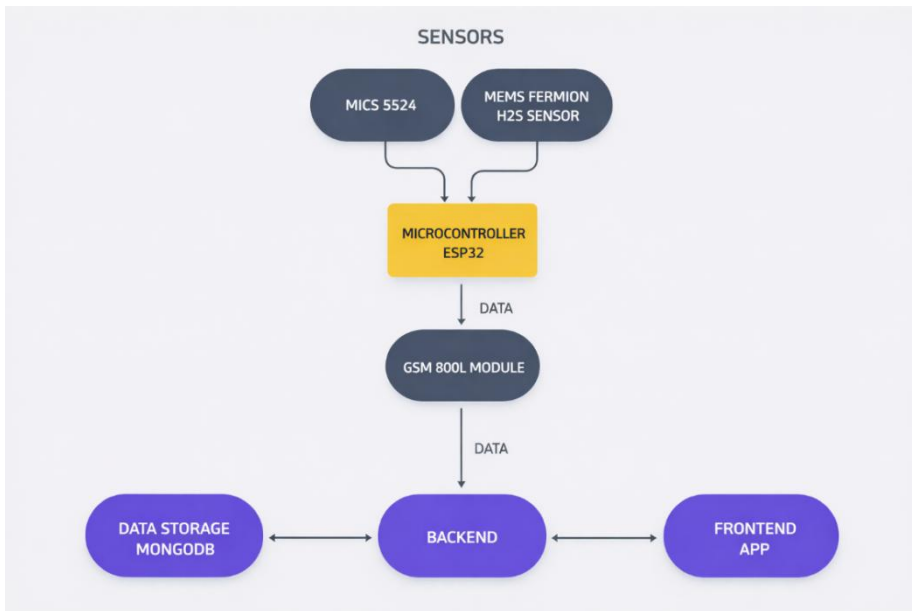 SENSORS
MICS 5524
MEMS FERMION
H2S SENSOR
MICROCONTROLLER
ESP32
DATA
GSM 800L MODULE
DATA
DATA STORAGE
MONGODB
BACKEND
FRONTEND
APP